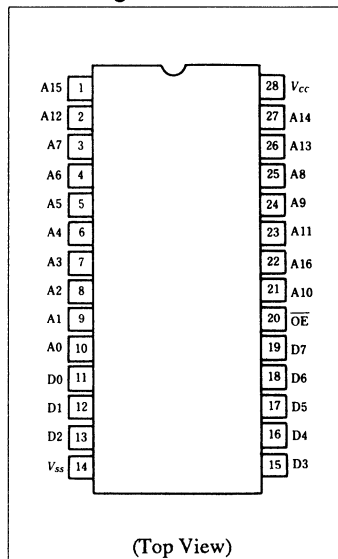 A15 1 28 Vcc
A12 2 27 A14
A7 3 26 A13
A6 4 25 A8
A5 5 24 A9
A4 6 23 A11
A3 7 22 A16
A2 8 21 A10
A1 9 20 OE
A0 10 19 D7
D0 11 18 D6
D1 12 17 D5
D2 13 16 D4
Vss 14 15 D3
(Top View)